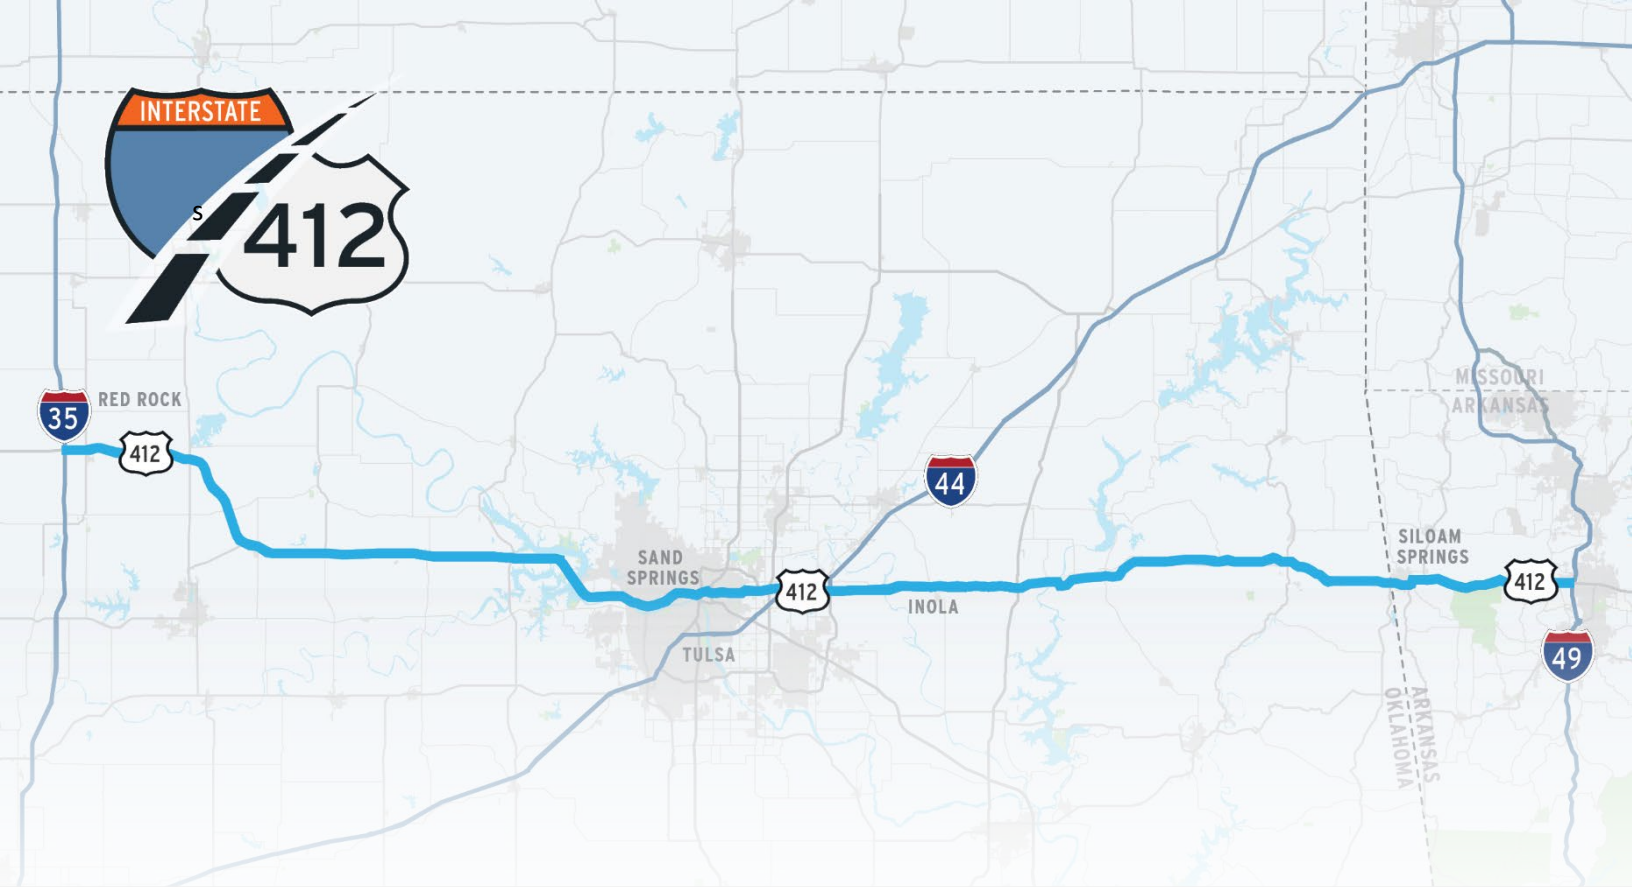 INTERSTATE
S
412
RED ROCK
35
412
MISSOURI
ARKANSAS
44
SAND
SPRINGS
SILOAM
SPRINGS
412
412
INOLA
TULSA
49
ARKANSAS
OKLAHOMA